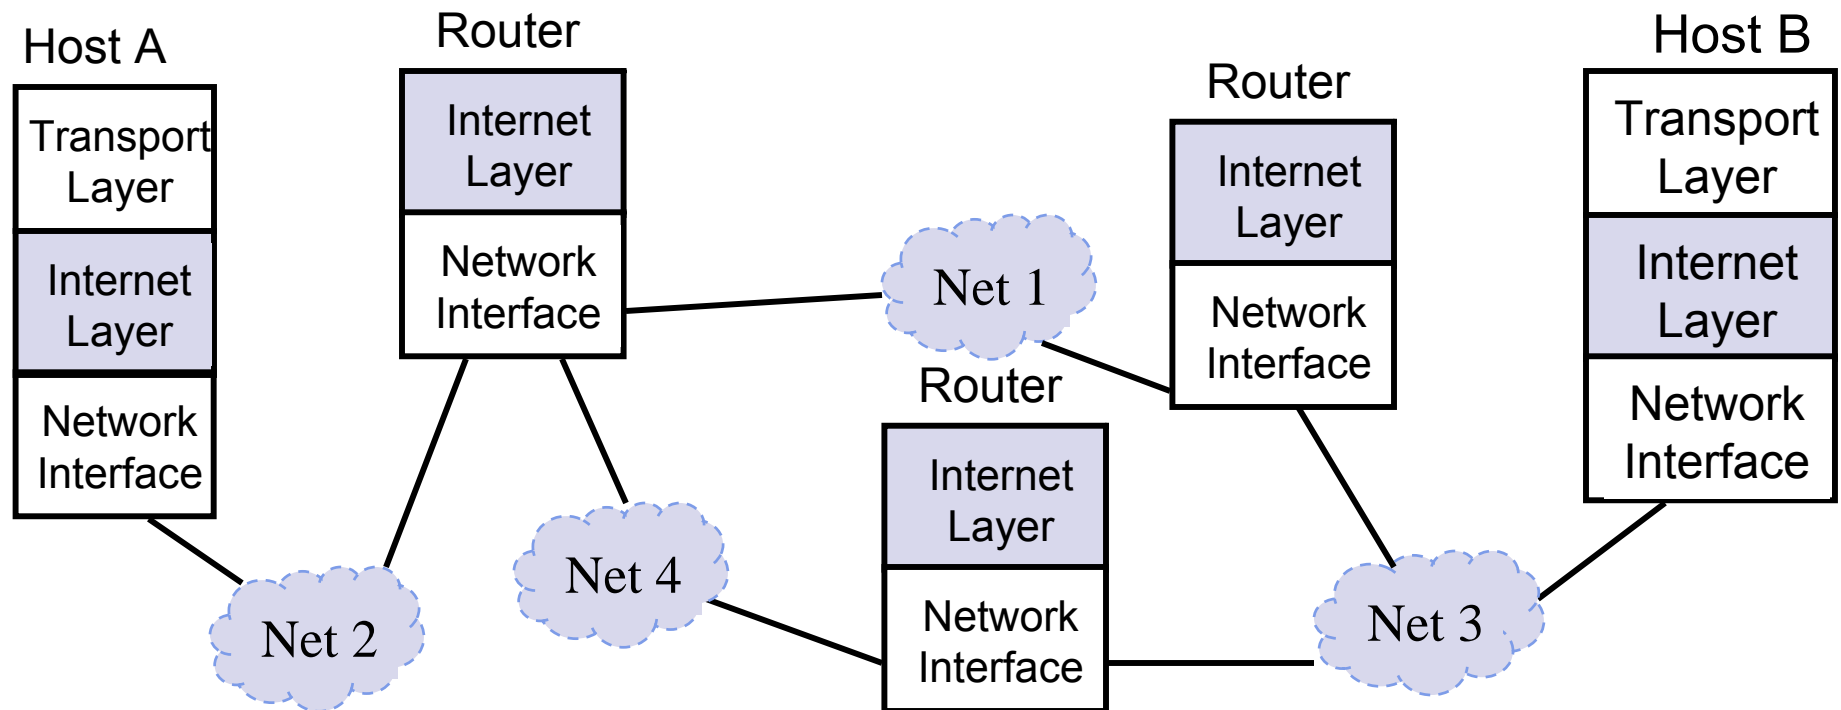 Host A
Transport
Layer
Internet
Layer
Network
Interface
Router
Internet
Layer
Network
Interface
Net 2
Net 4
Net 1
Router
Internet
Layer
Network
Interface
Router
Internet
Layer
Network
Interface
Net 3
Host B
Transport
Layer
Internet
Layer
Network
Interface